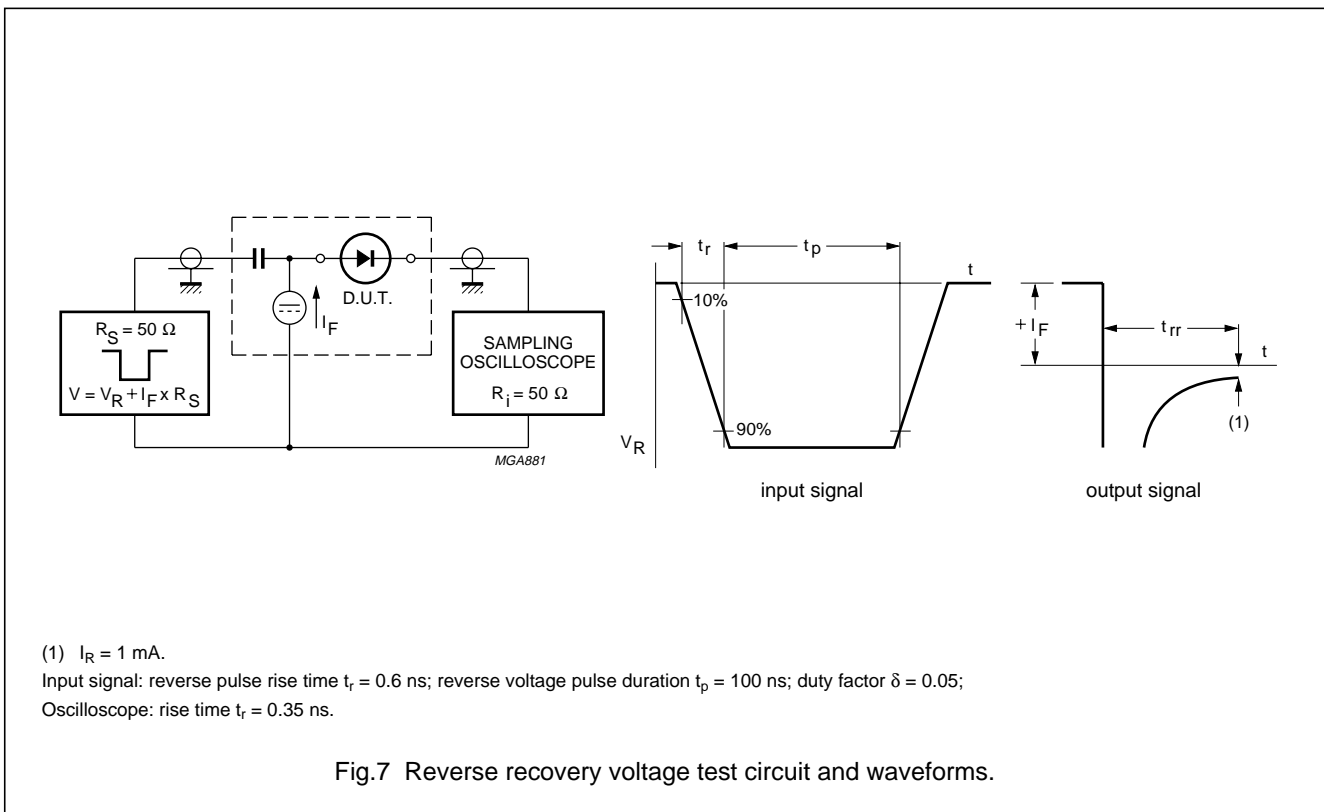 R_S = 50 Ω
V = V_R + I_F x R_S
I_F
D.U.T.
SAMPLING
OSCILLOSCOPE
R_i = 50 Ω
MGA881
t_r
t_p
t
10%
90%
V_R
input signal
+ I_F
t_rr
t
(1)
output signal
(1) I_R = 1 mA.
Input signal: reverse pulse rise time t_r = 0.6 ns; reverse voltage pulse duration t_p = 100 ns; duty factor δ = 0.05;
Oscilloscope: rise time t_r = 0.35 ns.
Fig.7 Reverse recovery voltage test circuit and waveforms.